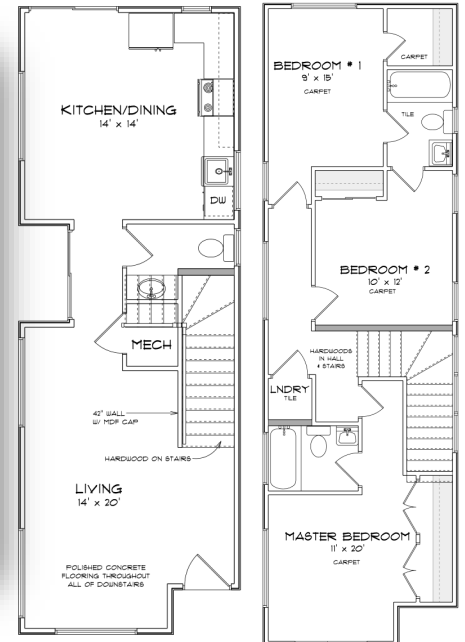 KITCHEN/DINING
14' x 14'
DW
MECH
42" WALL
W/ MDF CAP
HARDWOOD ON STAIRS
LIVING
14' x 20'
POLISHED CONCRETE
FLOORING THROUGHOUT
ALL OF DOWNSTAIRS
BEDROOM # 1
9' x 15'
CARPET
CARPET
TILE
BEDROOM # 2
10' x 12'
CARPET
HARDWOODS
IN HALL
& STAIRS
LNDRY
TILE
MASTER BEDROOM
11' x 20'
CARPET